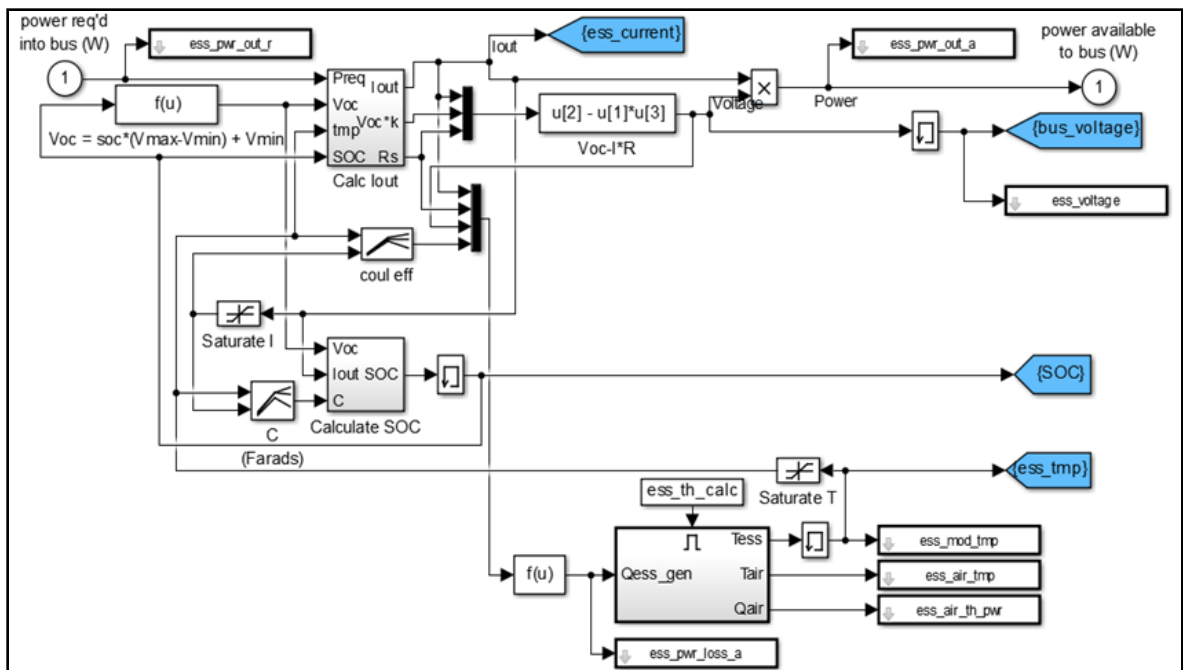 power req'd
into bus (W)
1
ess_pwr_out_r
{ess_current}
Iout
ess_pwr_out_a
power available
to bus (W)
1
f(u)
Voc = soc*(Vmax-Vmin) + Vmin
Preq
Iout
Voc
Voc*k
tmp
SOC
Rs
Calc Iout
u[2] - u[1]*u[3]
Voc-I*R
Voltage
×
Power
{bus_voltage}
ess_voltage
coul eff
Saturate I
Voc
Iout
SOC
C
Calculate SOC
C
(Farads)
{SOC}
{ess_tmp}
Saturate T
ess_th_calc
f(u)
Qess_gen
Tess
Tair
Qair
ess_mod_tmp
ess_air_tmp
ess_air_th_pwr
ess_pwr_loss_a